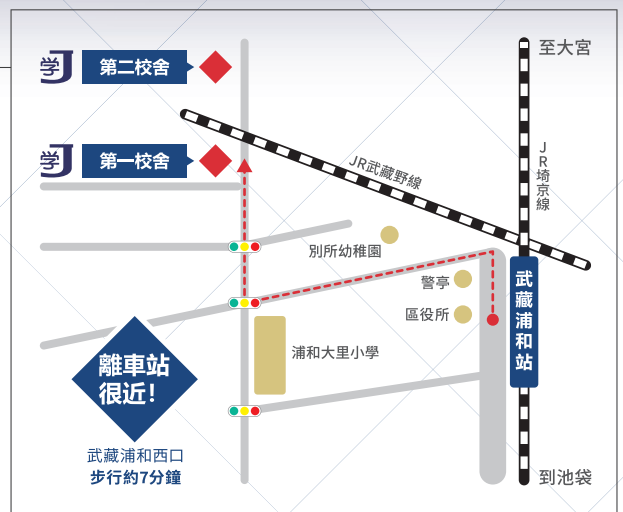 至大宮
学J 第二校舎
学J 第一校舎
JR武藏野線
JR埼京線
別所幼稚園
警亭
區役所
武藏浦和站
浦和大里小學
離車站
很近！
武藏浦和西口
步行約7分鐘
到池袋